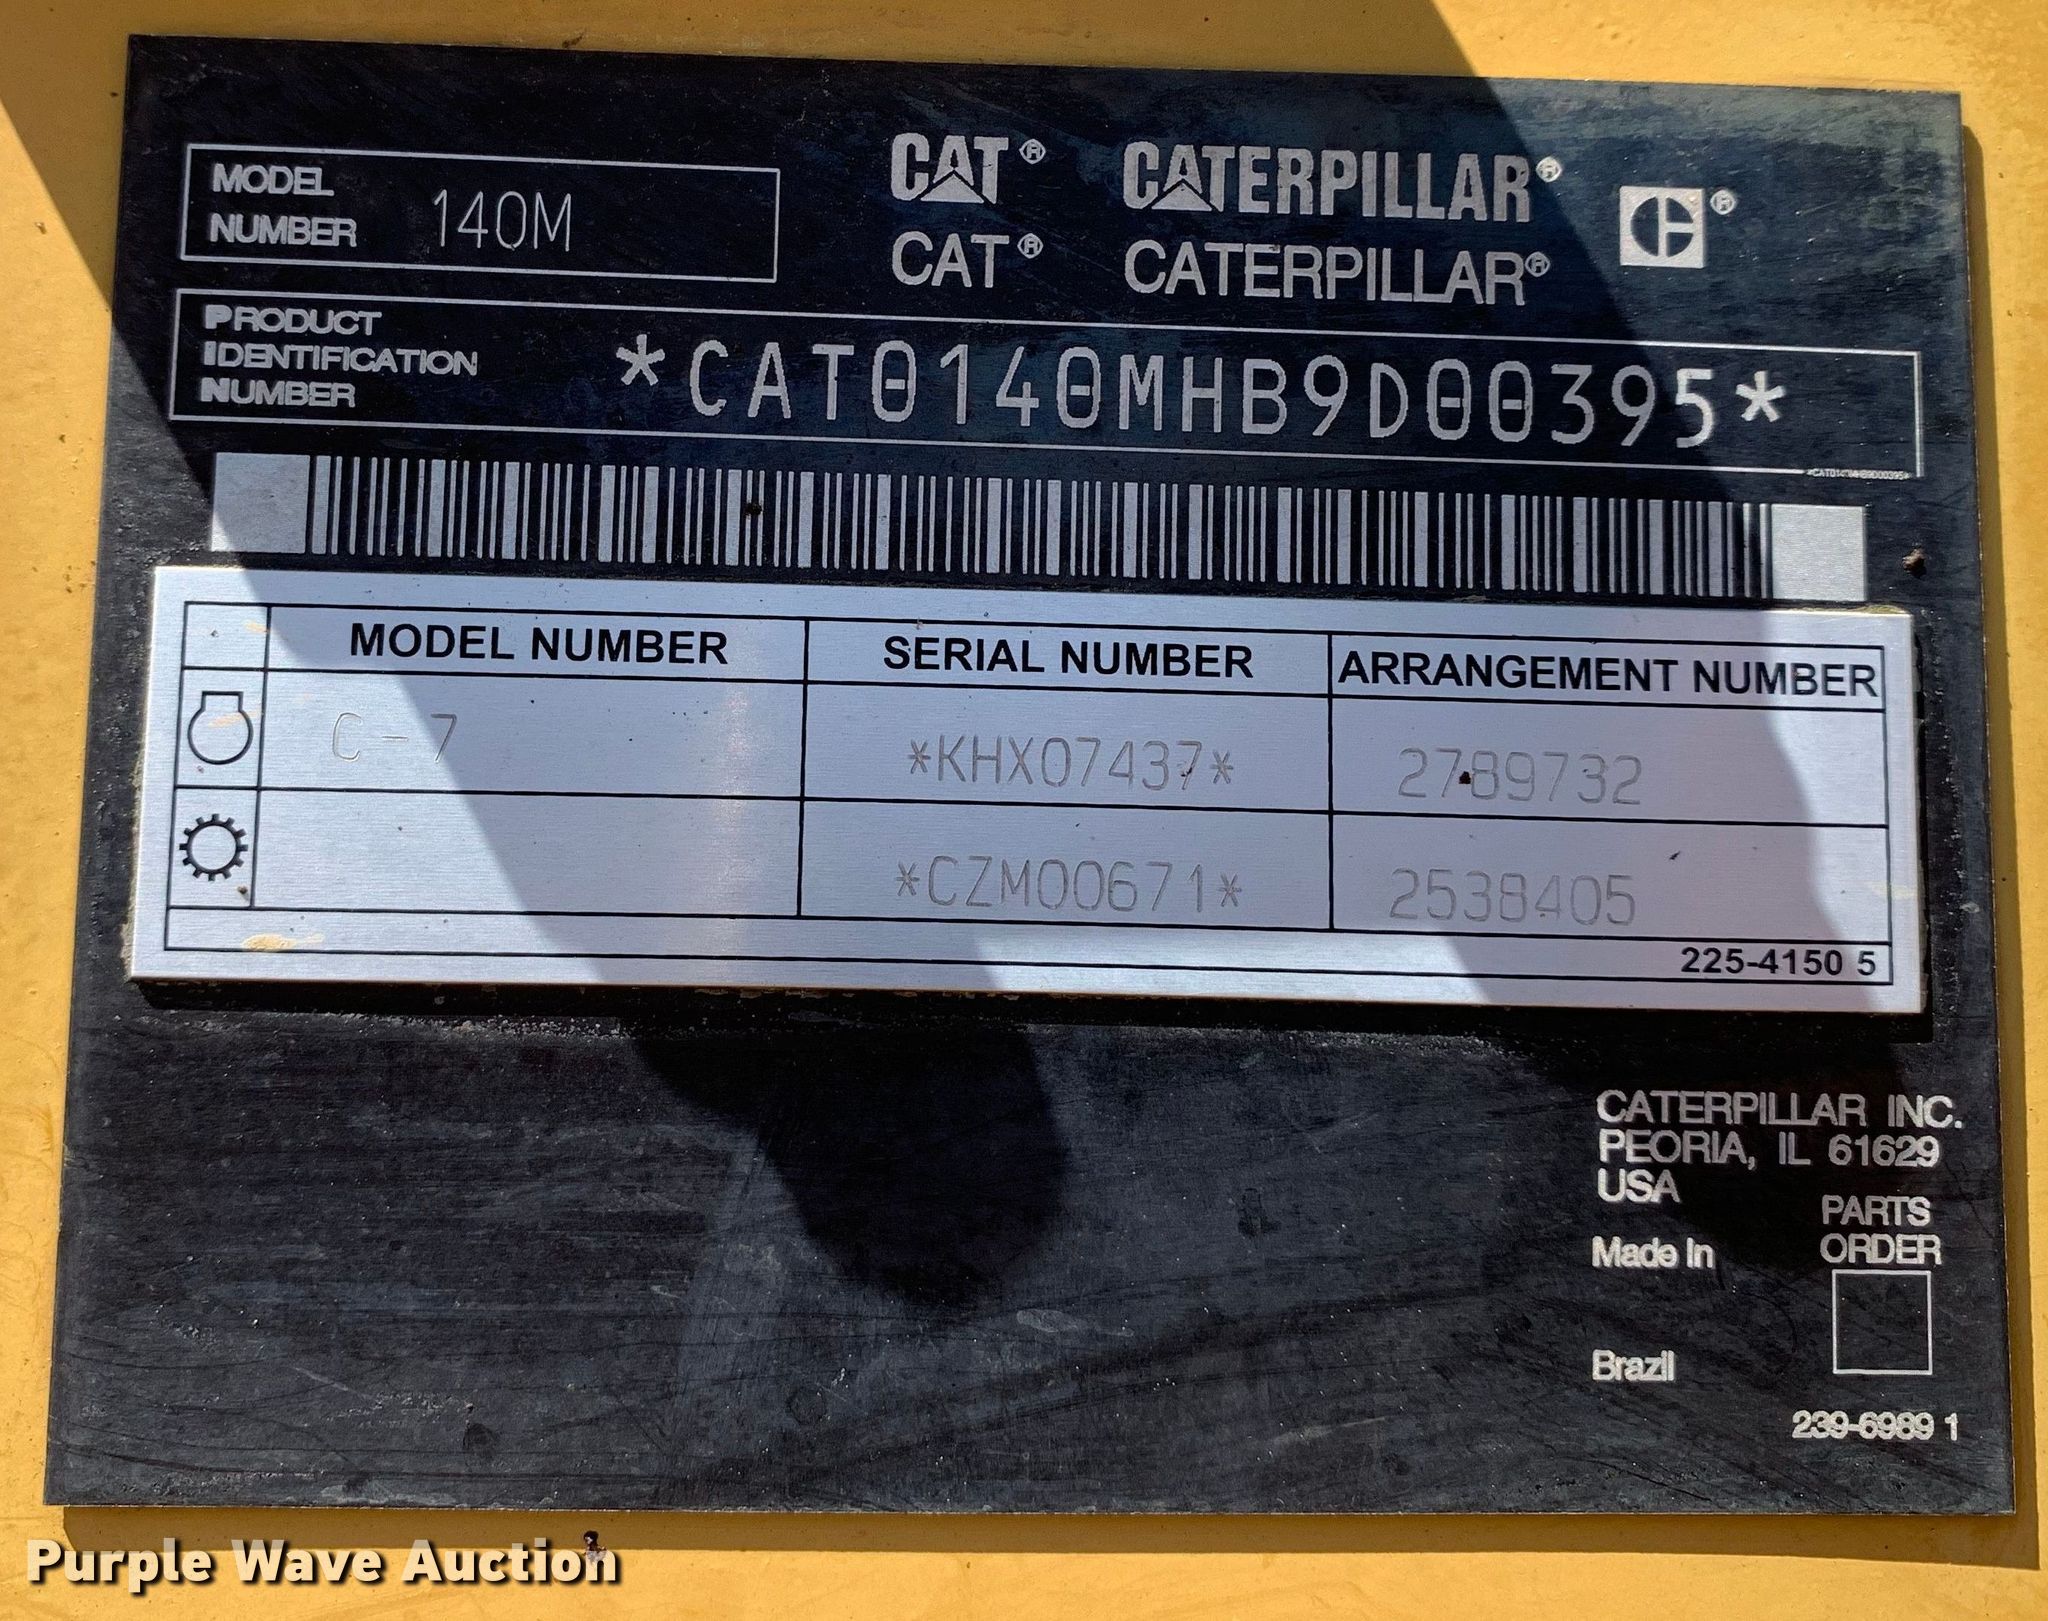 MODEL NUMBER 140M
CAT® CATERPILLAR® ®
CAT® CATERPILLAR®
PRODUCT IDENTIFICATION NUMBER *CAT0140MHB9D00395*
*CAT0140MHB9D00395*
MODEL NUMBER SERIAL NUMBER ARRANGEMENT NUMBER
C-7 *KHX07437* 2789732
*CZM00671* 2538405
225-4150 5
CATERPILLAR INC.
PEORIA, IL 61629
USA
PARTS ORDER
Made In
Brazil
239-6989 1
Purple Wave Auction